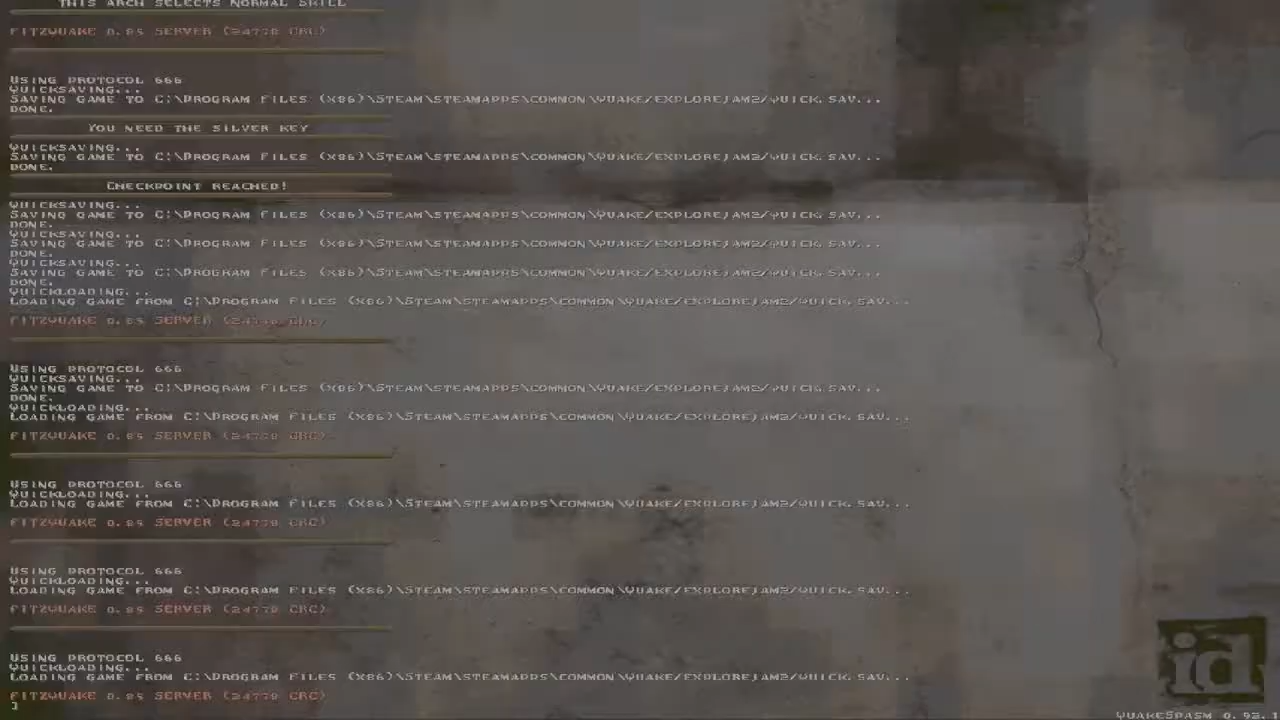 THIS ARCH SELECTS NORMAL SKILL
FITZQUAKE 0.85 SERVER (24778 CRC)
USING PROTOCOL 666
QUICKSAVING...
SAVING GAME TO C:\PROGRAM FILES (X86)\STEAM\STEAMAPPS\COMMON\QUAKE/EXPLOREJAM2/QUICK.SAV...
DONE.
YOU NEED THE SILVER KEY
QUICKSAVING...
SAVING GAME TO C:\PROGRAM FILES (X86)\STEAM\STEAMAPPS\COMMON\QUAKE/EXPLOREJAM2/QUICK.SAV...
DONE.
CHECKPOINT REACHED!
QUICKSAVING...
SAVING GAME TO C:\PROGRAM FILES (X86)\STEAM\STEAMAPPS\COMMON\QUAKE/EXPLOREJAM2/QUICK.SAV...
DONE.
QUICKSAVING...
SAVING GAME TO C:\PROGRAM FILES (X86)\STEAM\STEAMAPPS\COMMON\QUAKE/EXPLOREJAM2/QUICK.SAV...
DONE.
QUICKSAVING...
SAVING GAME TO C:\PROGRAM FILES (X86)\STEAM\STEAMAPPS\COMMON\QUAKE/EXPLOREJAM2/QUICK.SAV...
DONE.
QUICKLOADING...
LOADING GAME FROM C:\PROGRAM FILES (X86)\STEAM\STEAMAPPS\COMMON\QUAKE/EXPLOREJAM2/QUICK.SAV...
FITZQUAKE 0.85 SERVER (24778 CRC)
USING PROTOCOL 666
QUICKSAVING...
SAVING GAME TO C:\PROGRAM FILES (X86)\STEAM\STEAMAPPS\COMMON\QUAKE/EXPLOREJAM2/QUICK.SAV...
DONE.
QUICKLOADING...
LOADING GAME FROM C:\PROGRAM FILES (X86)\STEAM\STEAMAPPS\COMMON\QUAKE/EXPLOREJAM2/QUICK.SAV...
FITZQUAKE 0.85 SERVER (24778 CRC)
USING PROTOCOL 666
QUICKLOADING...
LOADING GAME FROM C:\PROGRAM FILES (X86)\STEAM\STEAMAPPS\COMMON\QUAKE/EXPLOREJAM2/QUICK.SAV...
FITZQUAKE 0.85 SERVER (24778 CRC)
USING PROTOCOL 666
QUICKLOADING...
LOADING GAME FROM C:\PROGRAM FILES (X86)\STEAM\STEAMAPPS\COMMON\QUAKE/EXPLOREJAM2/QUICK.SAV...
FITZQUAKE 0.85 SERVER (24778 CRC)
USING PROTOCOL 666
QUICKLOADING...
LOADING GAME FROM C:\PROGRAM FILES (X86)\STEAM\STEAMAPPS\COMMON\QUAKE/EXPLOREJAM2/QUICK.SAV...
FITZQUAKE 0.85 SERVER (24778 CRC)
]
id
QUAKESPASM 0.92.1